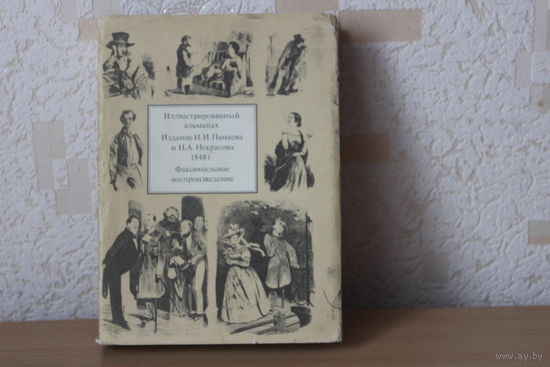 Иллюстрированный
альманах
Издание И. И. Панаева
и Н.А. Некрасова
1848 г.
Факсимильное
воспроизведение
www.ay.by